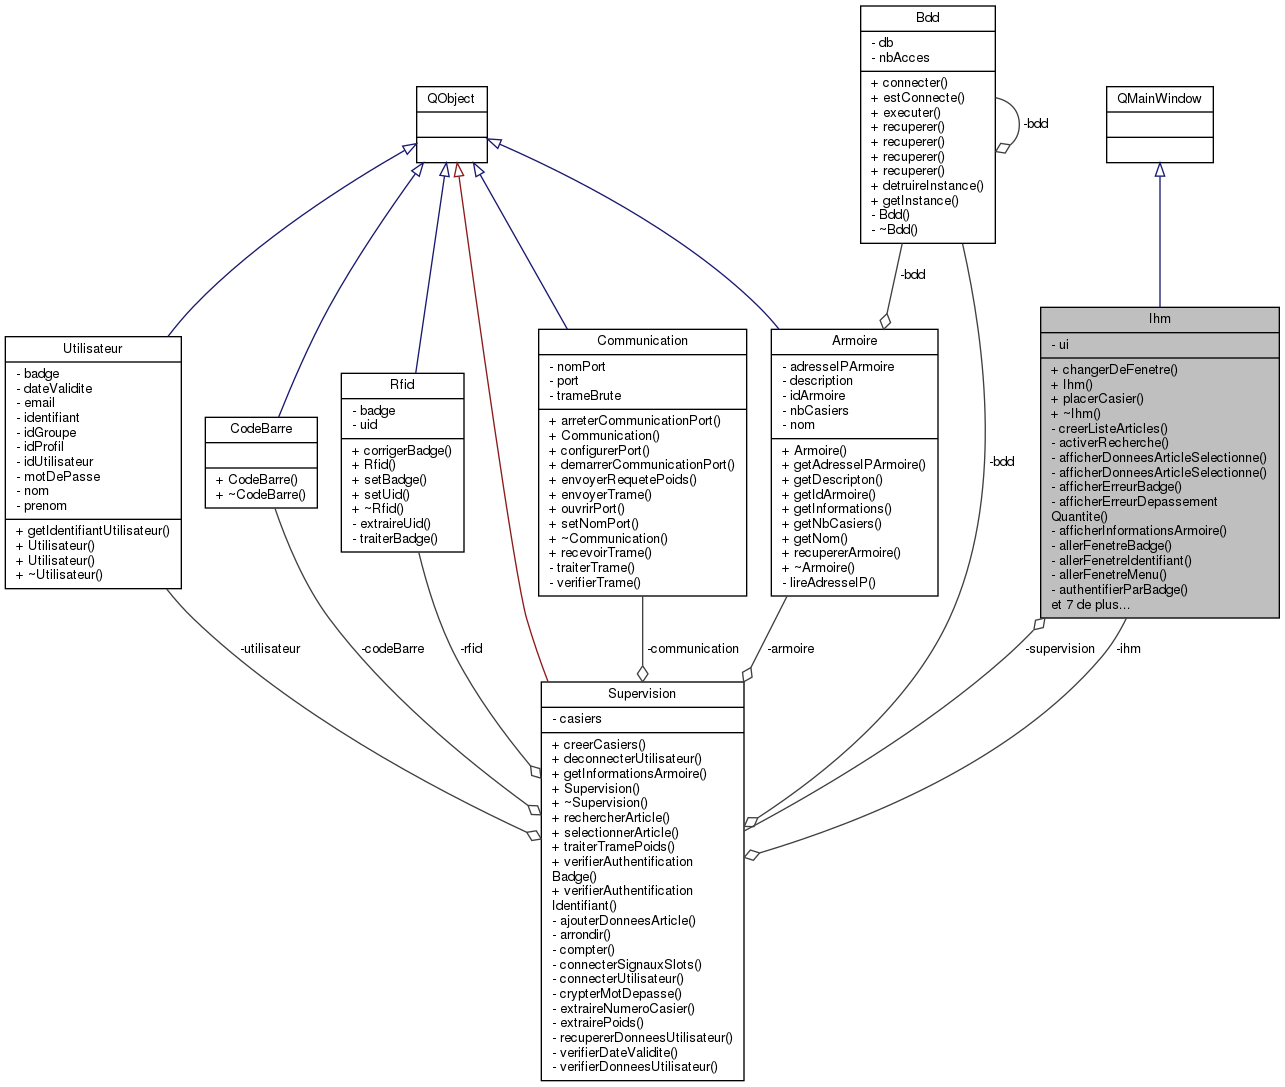 Bdd
- db
- nbAcces
+ connecter()
+ estConnecte()
+ executer()
+ recuperer()
+ recuperer()
+ recuperer()
+ recuperer()
+ detruireInstance()
+ getInstance()
- Bdd()
- ~Bdd()
-bdd
QObject
QMainWindow
-bdd
Utilisateur
- badge
- dateValidite
- email
- identifiant
- idGroupe
- idProfil
- idUtilisateur
- motDePasse
- nom
- prenom
+ getIdentifiantUtilisateur()
+ Utilisateur()
+ Utilisateur()
+ ~Utilisateur()
CodeBarre
+ CodeBarre()
+ ~CodeBarre()
Rfid
- badge
- uid
+ corrigerBadge()
+ Rfid()
+ setBadge()
+ setUid()
+ ~Rfid()
- extraireUid()
- traiterBadge()
Communication
- nomPort
- port
- trameBrute
+ arreterCommunicationPort()
+ Communication()
+ configurerPort()
+ demarrerCommunicationPort()
+ envoyerRequetePoids()
+ envoyerTrame()
+ ouvrirPort()
+ setNomPort()
+ ~Communication()
+ recevoirTrame()
- traiterTrame()
- verifierTrame()
Armoire
- adresseIPArmoire
- description
- idArmoire
- nbCasiers
- nom
+ Armoire()
+ getAdresseIPArmoire()
+ getDescripton()
+ getIdArmoire()
+ getInformations()
+ getNbCasiers()
+ getNom()
+ recupererArmoire()
+ ~Armoire()
- lireAdresseIP()
-bdd
Ihm
- ui
+ changerDeFenetre()
+ Ihm()
+ placerCasier()
+ ~Ihm()
- creerListeArticles()
- activerRecherche()
- afficherDonneesArticleSelectionne()
- afficherDonneesArticleSelectionne()
- afficherErreurBadge()
- afficherErreurDepassement
Quantite()
- afficherInformationsArmoire()
- allerFenetreBadge()
- allerFenetreIdentifiant()
- allerFenetreMenu()
- authentifierParBadge()
et 7 de plus...
-utilisateur
-codeBarre
-rfid
-communication
-armoire
-supervision
-ihm
Supervision
- casiers
+ creerCasiers()
+ deconnecterUtilisateur()
+ getInformationsArmoire()
+ Supervision()
+ ~Supervision()
+ rechercherArticle()
+ selectionnerArticle()
+ traiterTramePoids()
+ verifierAuthentification
Badge()
+ verifierAuthentification
Identifiant()
- ajouterDonneesArticle()
- arrondir()
- compter()
- connecterSignauxSlots()
- connecterUtilisateur()
- crypterMotDepasse()
- extraireNumeroCasier()
- extrairePoids()
- recupererDonneesUtilisateur()
- verifierDateValidite()
- verifierDonneesUtilisateur()